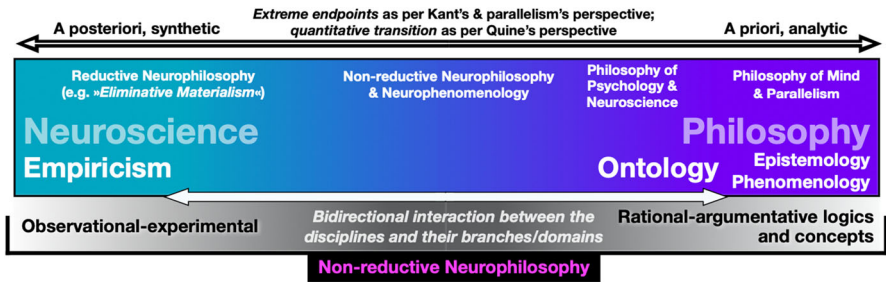 Extreme endpoints as per Kant's & parallelism's perspective;
A posteriori, synthetic
quantitative transition as per Quine's perspective
A priori, analytic
Reductive Neurophilosophy
(e.g. »Eliminative Materialism«)
Non-reductive Neurophilosophy
& Neurophenomenology
Philosophy of
Psychology &
Neuroscience
Philosophy of Mind
& Parallelism
Neuroscience
Philosophy
Empiricism
Ontology
Epistemology
Phenomenology
Observational-experimental
Bidirectional interaction between the
disciplines and their branches/domains
Rational-argumentative logics
and concepts
Non-reductive Neurophilosophy